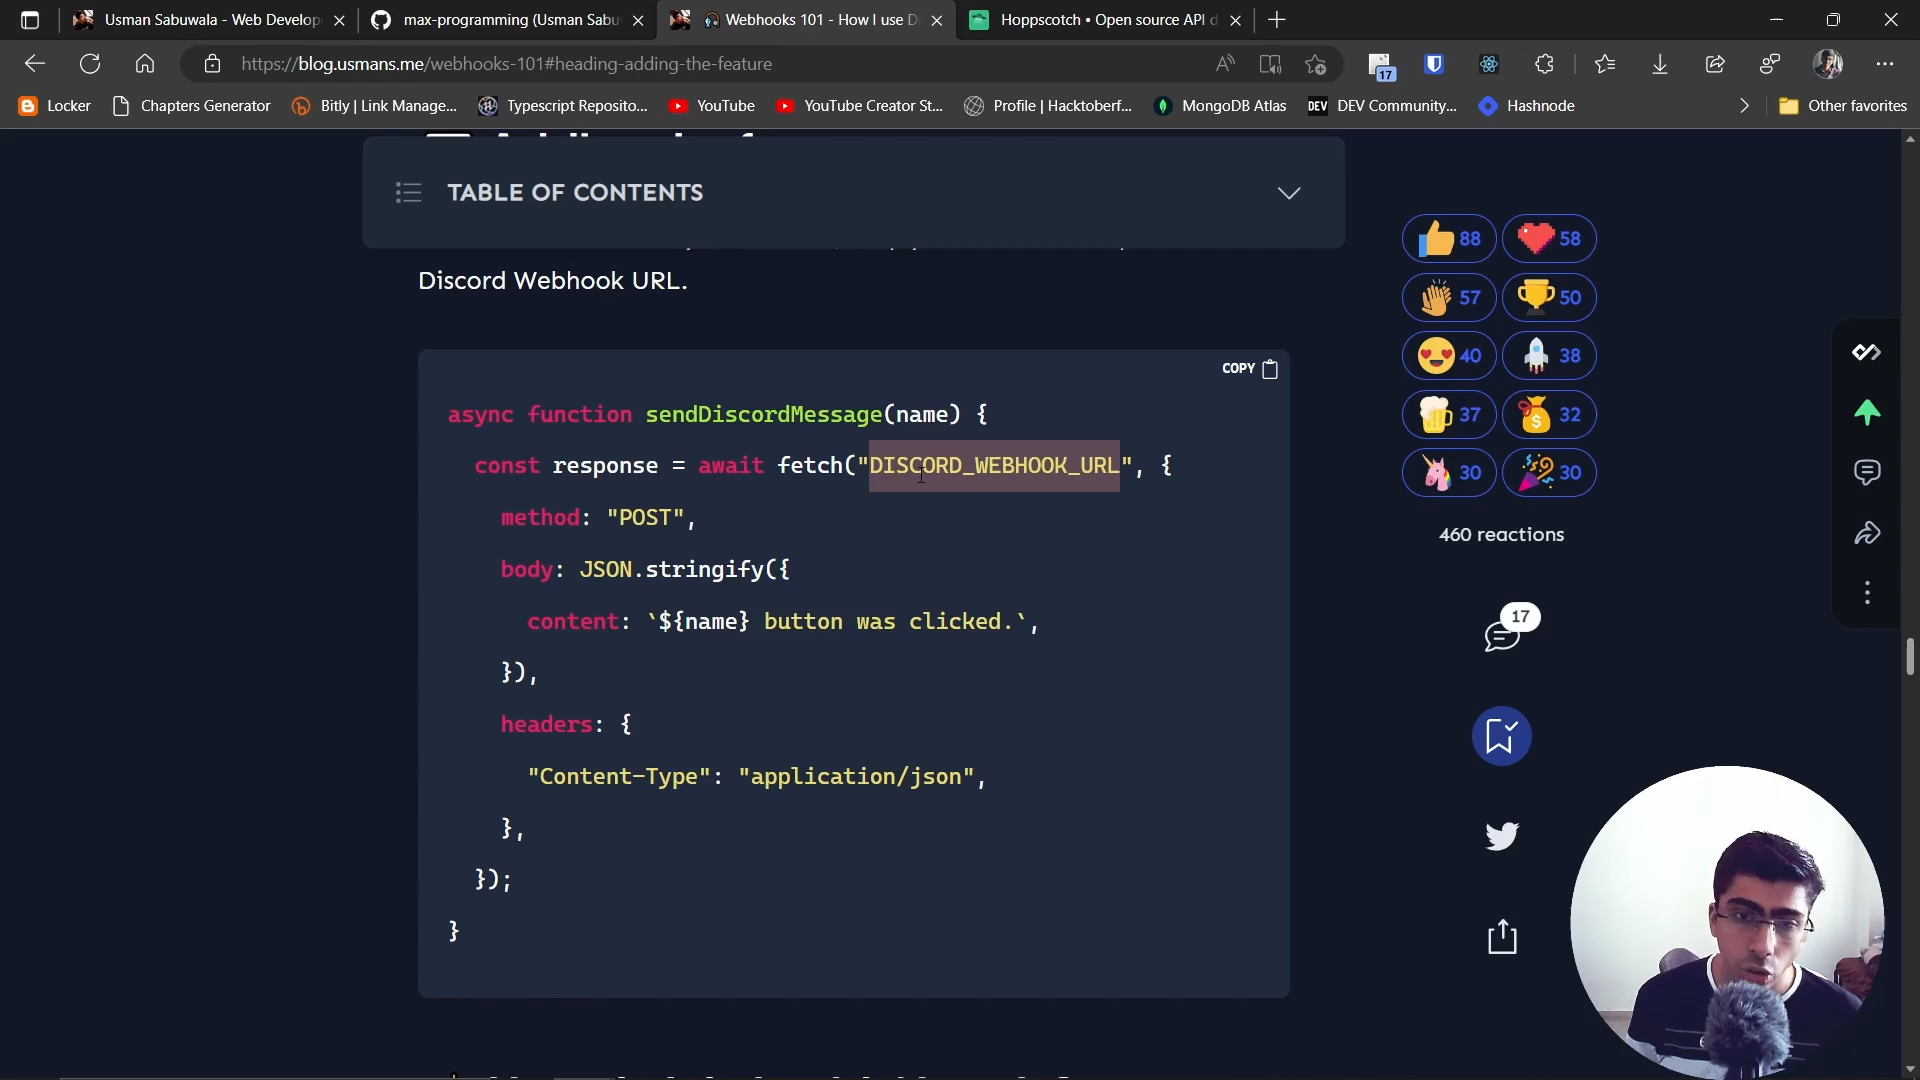 Usman Sabuwala - Web Develop
max-programming (Usman Sabu
Webhooks 101 - How I use D
Hoppscotch • Open source API d
https://blog.usmans.me/webhooks-101#heading-adding-the-feature
17
Locker
Chapters Generator
Bitly | Link Manage...
Typescript Reposito...
YouTube
YouTube Creator St...
Profile | Hacktoberf...
MongoDB Atlas
DEV
DEV Community...
Hashnode
Other favorites
TABLE OF CONTENTS
Discord Webhook URL.
COPY
async function sendDiscordMessage(name) {
const response = await fetch("DISCORD_WEBHOOK_URL", {
method: "POST",
body: JSON.stringify({
content: `${name} button was clicked.`,
}),
headers: {
"Content-Type": "application/json",
},
});
}
88
58
57
50
40
38
37
32
30
30
460 reactions
17